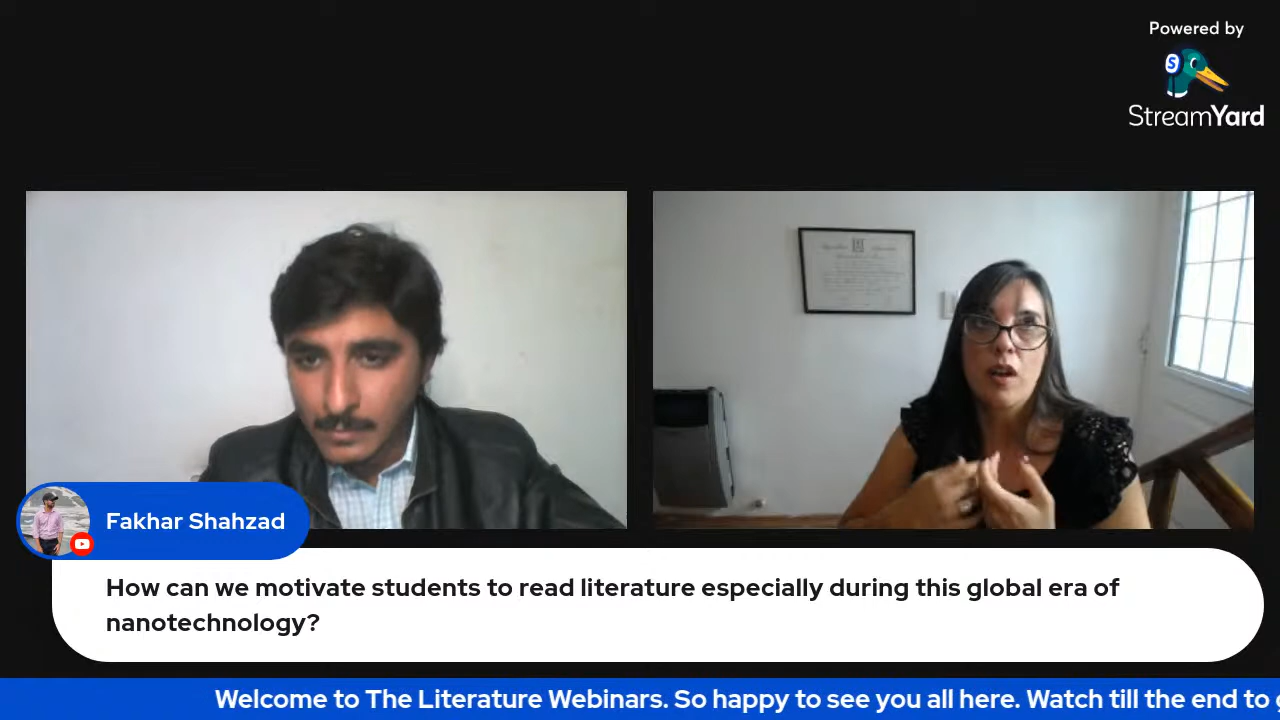 Powered by
S
StreamYard
Fakhar Shahzad
How can we motivate students to read literature especially during this global era of
nanotechnology?
Welcome to The Literature Webinars. So happy to see you all here. Watch till the end to